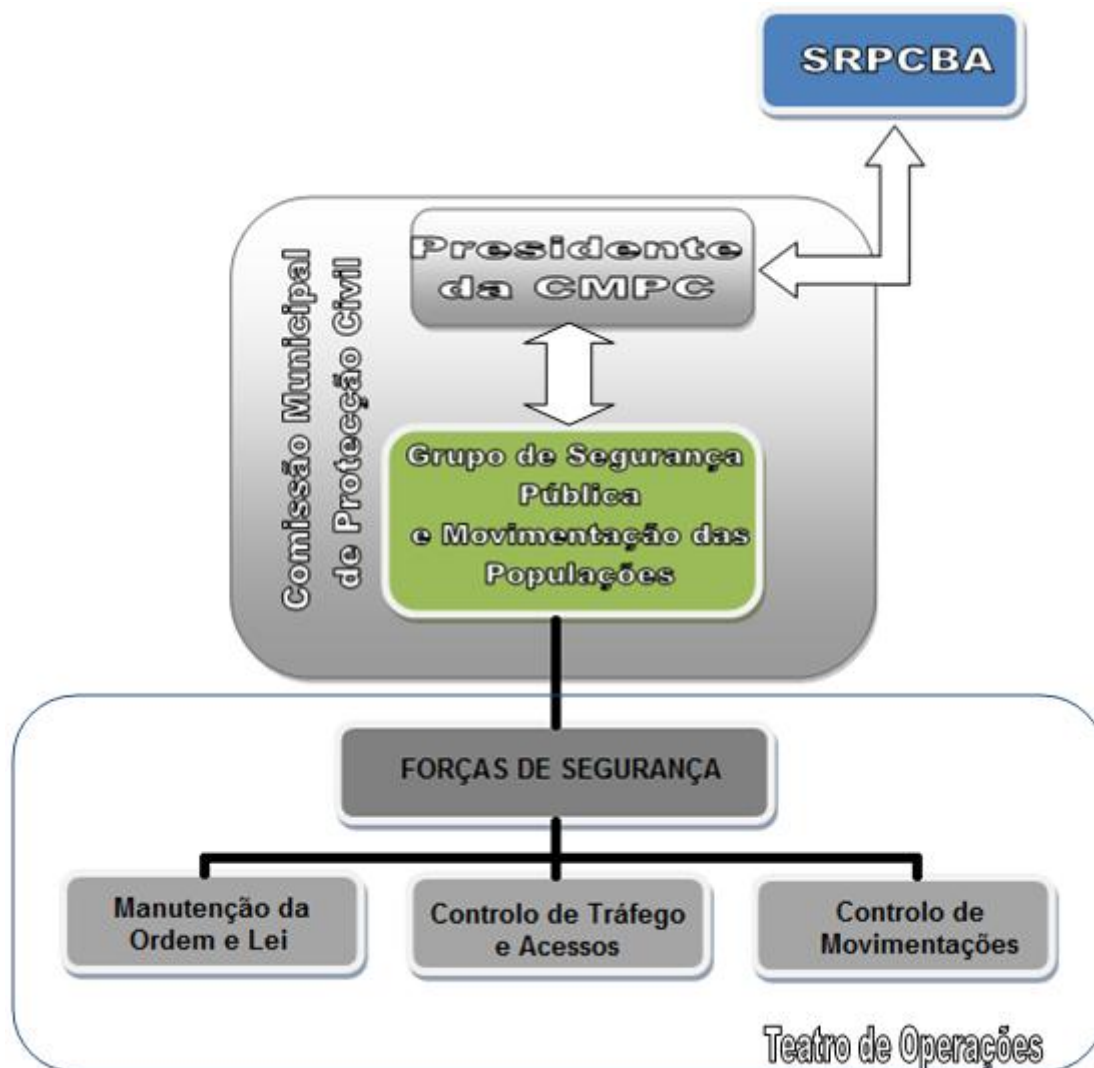 SRPCBA
Presidente
da CMPC
Comissão Municipal
de Protecção Civil
Grupo de Segurança
Pública
e Movimentação das
Populações
FORÇAS DE SEGURANÇA
Manutenção da
Ordem e Lei
Controlo de Tráfego
e Acessos
Controlo de
Movimentações
Teatro de Operações